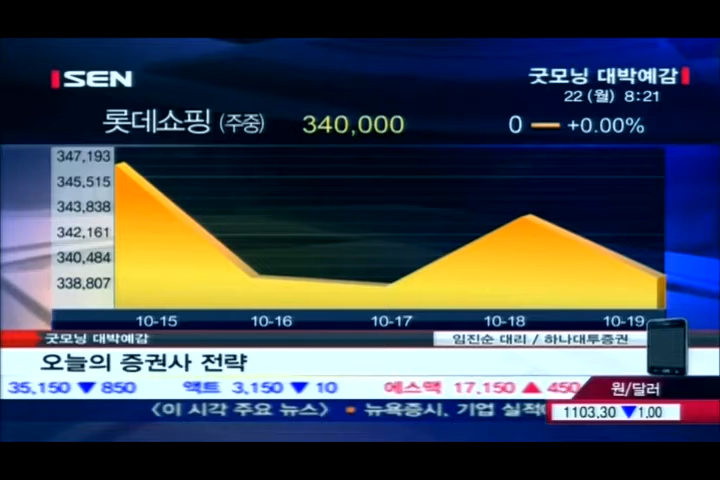 SEN
굿모닝 대박예감
22 (월) 8:21
롯데쇼핑 (주중) 340,000 0 +0.00%
347,193
345,515
343,838
342,161
340,484
338,807
10-15 10-16 10-17 10-18 10-19
굿모닝 대박예감
임진순 대리 / 하나대투증권
오늘의 증권사 전략
35,150 ▼ 850 액트 3,150 ▼ 10 에스맥 17,150 ▲ 450
원/달러
<이 시각 주요 뉴스> ▪ 뉴욕증시, 기업 실적
1103.30 ▼ 1.00